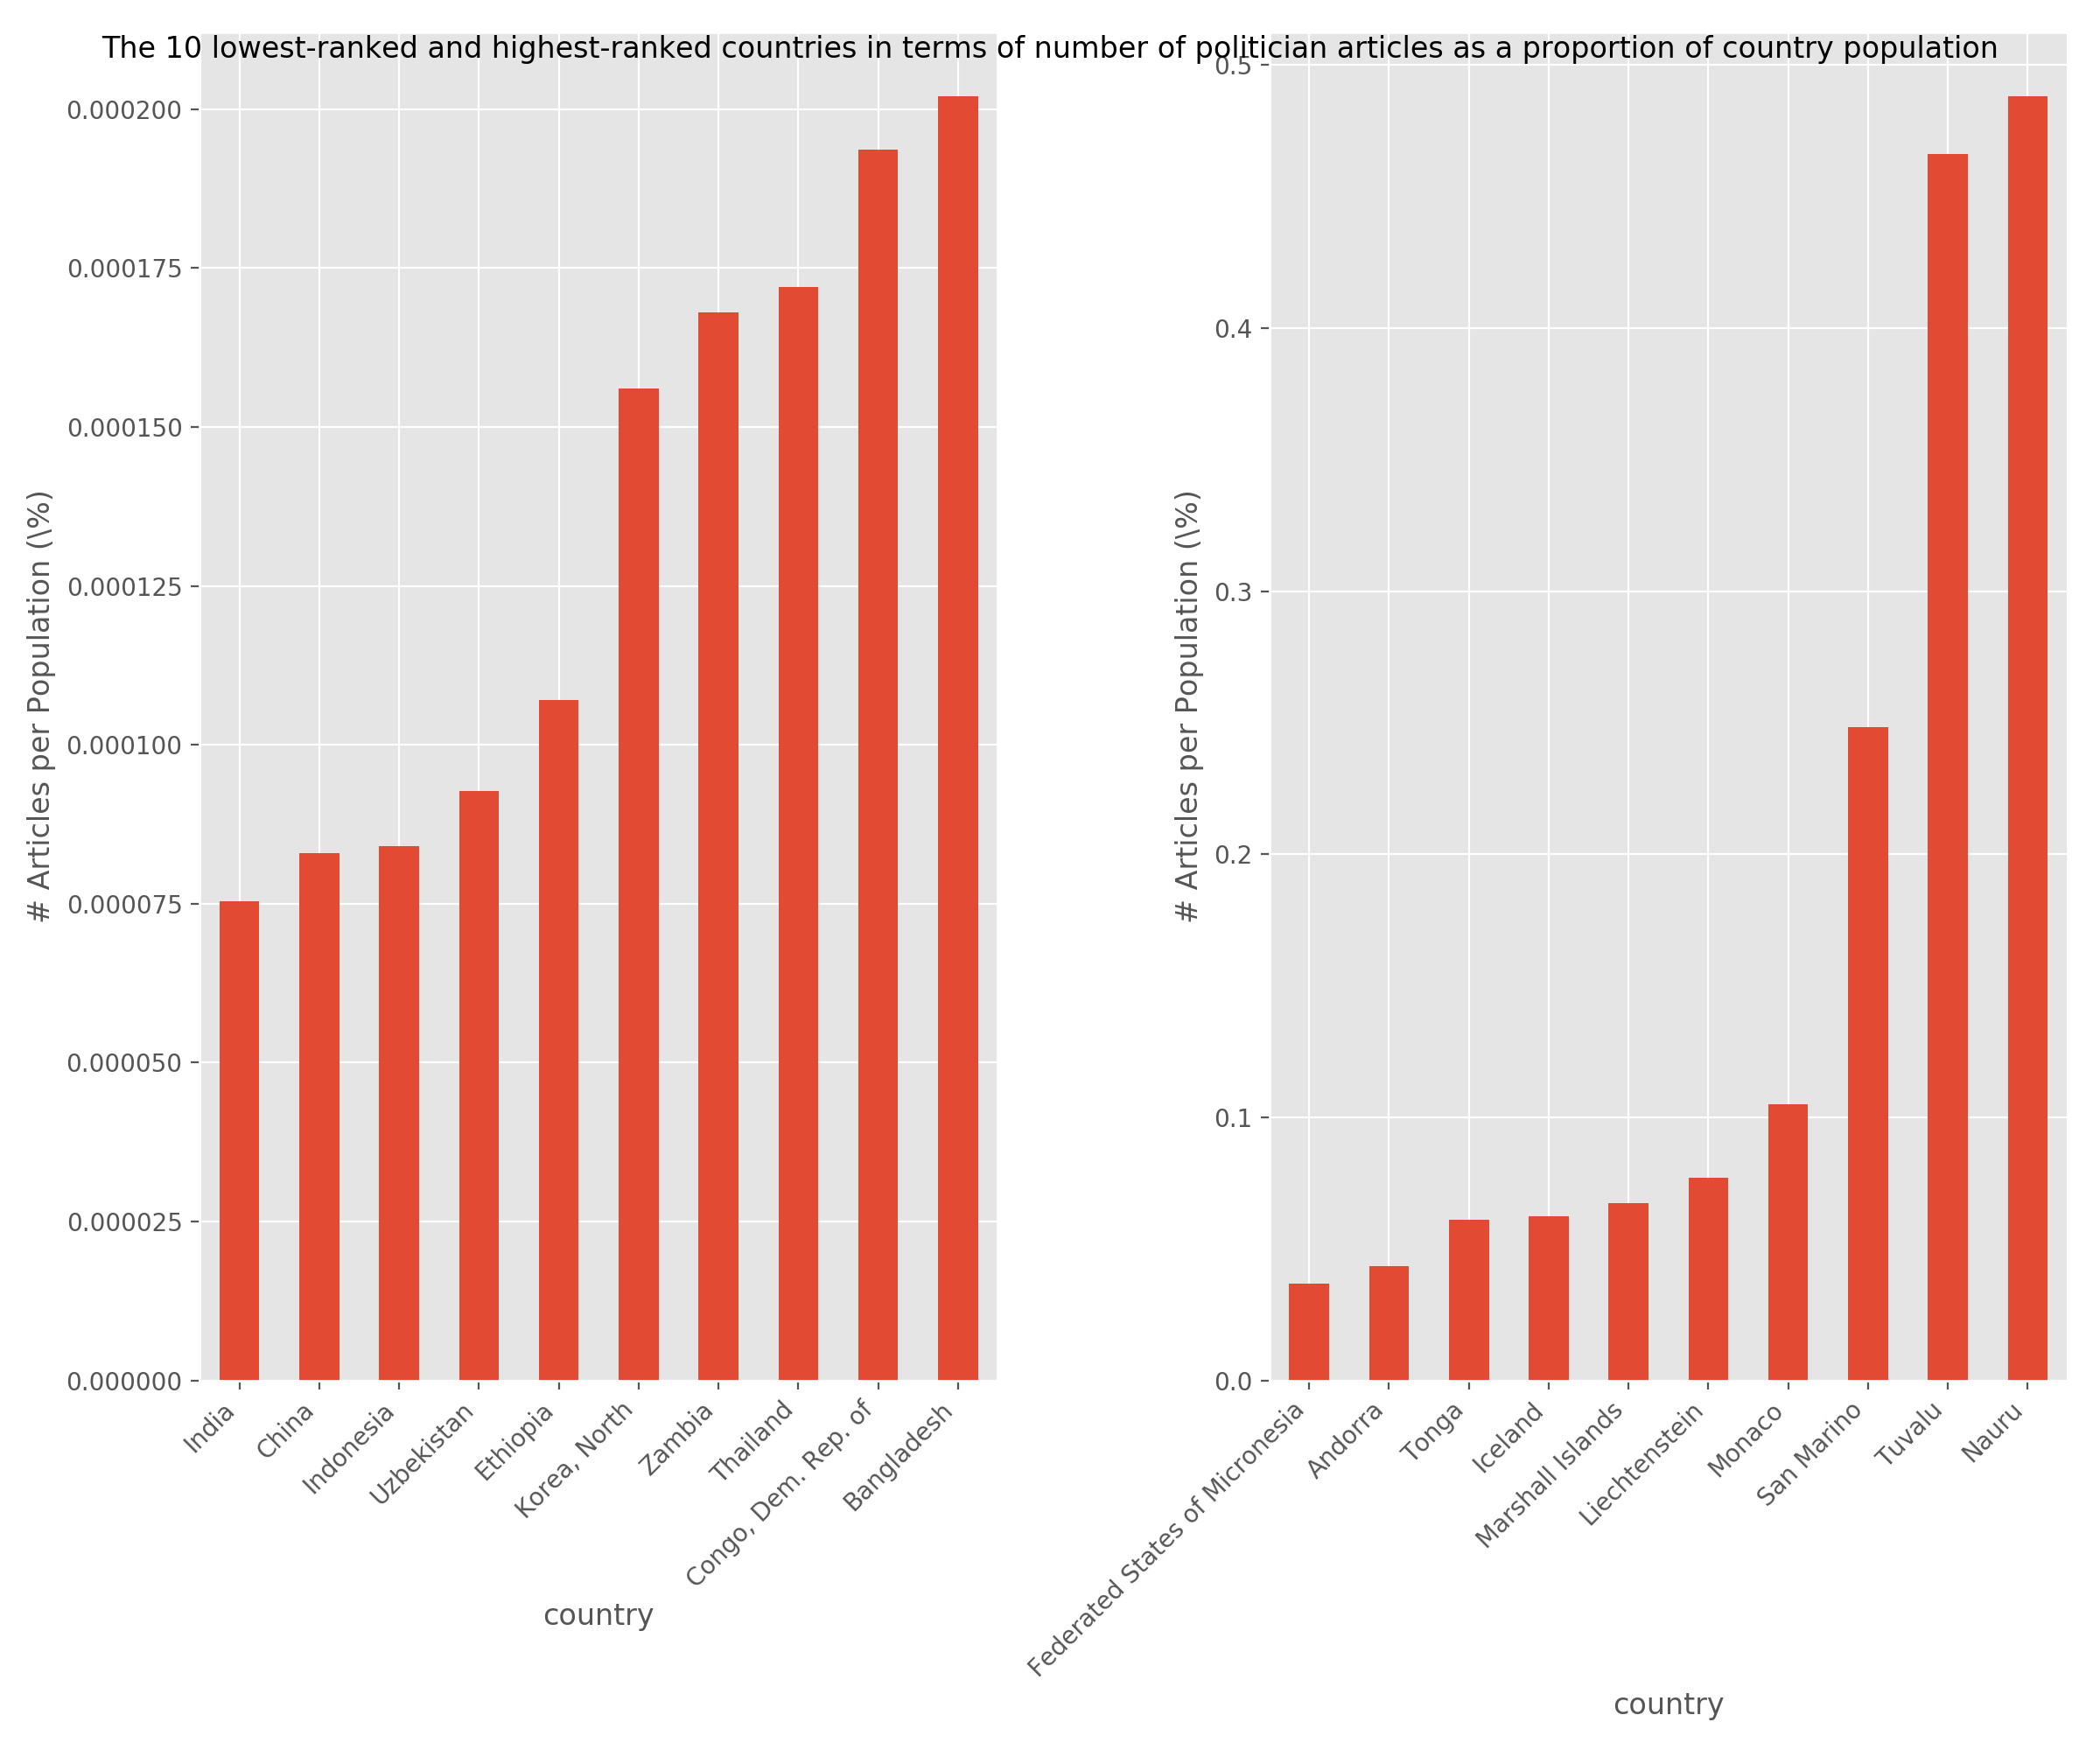 The 10 lowest-ranked and highest-ranked countries in terms of number of politician articles as a proportion of country population
# Articles per Population (\%)
0.000200
0.000175
0.000150
0.000125
0.000100
0.000075
0.000050
0.000025
0.000000
India
China
Indonesia
Uzbekistan
Ethiopia
Korea, North
Zambia
Thailand
Congo, Dem. Rep. of
Bangladesh
country
# Articles per Population (\%)
0.5
0.4
0.3
0.2
0.1
0.0
Federated States of Micronesia
Andorra
Tonga
Iceland
Marshall Islands
Liechtenstein
Monaco
San Marino
Tuvalu
Nauru
country